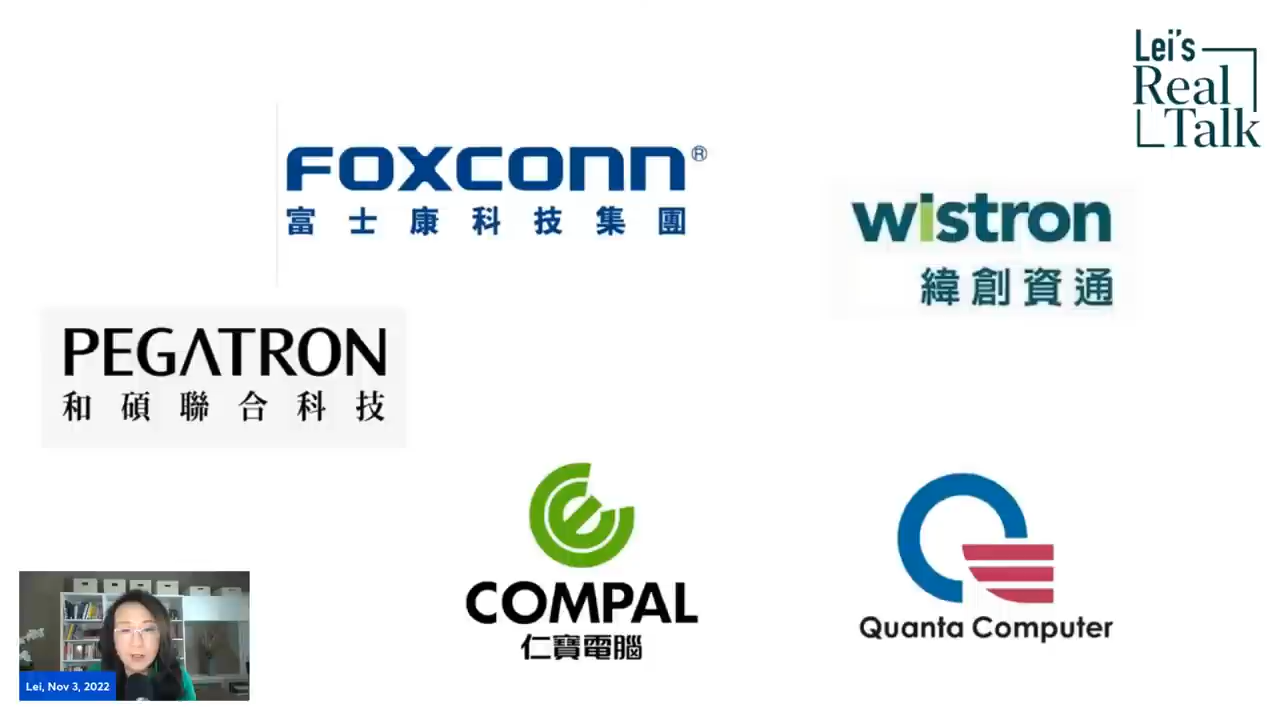 Lei's
Real
Talk
FOXCONN®
富士康科技集團
wistron
緯創資通
PEGATRON
和碩聯合科技
COMPAL
仁寶電腦
Quanta Computer
Lei, Nov 3, 2022